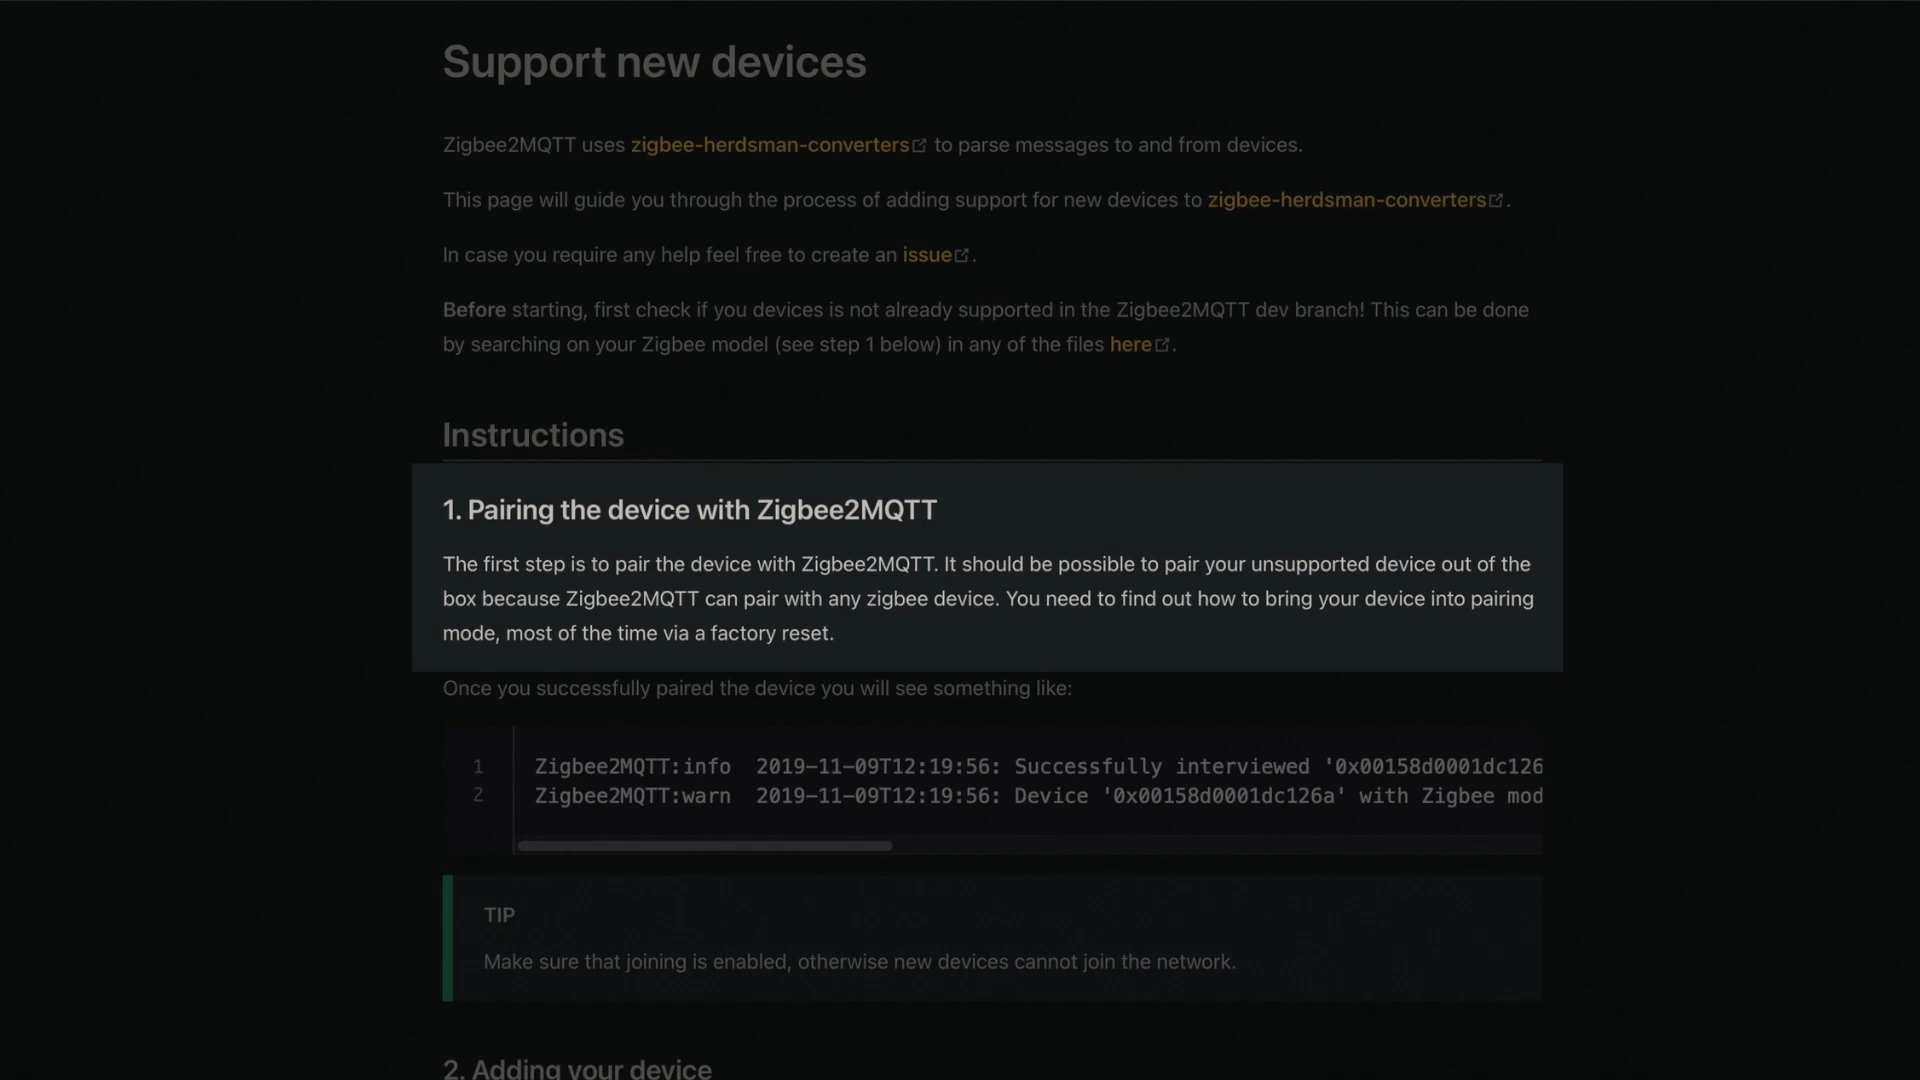 Support new devices
Zigbee2MQTT uses zigbee-herdsman-converters to parse messages to and from devices.
This page will guide you through the process of adding support for new devices to zigbee-herdsman-converters.
In case you require any help feel free to create an issue.
Before starting, first check if you devices is not already supported in the Zigbee2MQTT dev branch! This can be done
by searching on your Zigbee model (see step 1 below) in any of the files here.
Instructions
1. Pairing the device with Zigbee2MQTT
The first step is to pair the device with Zigbee2MQTT. It should be possible to pair your unsupported device out of the
box because Zigbee2MQTT can pair with any zigbee device. You need to find out how to bring your device into pairing
mode, most of the time via a factory reset.
Once you successfully paired the device you will see something like:
1 Zigbee2MQTT:info 2019-11-09T12:19:56: Successfully interviewed '0x00158d0001dc126
2 Zigbee2MQTT:warn 2019-11-09T12:19:56: Device '0x00158d0001dc126a' with Zigbee mod
TIP
Make sure that joining is enabled, otherwise new devices cannot join the network.
2. Adding your device